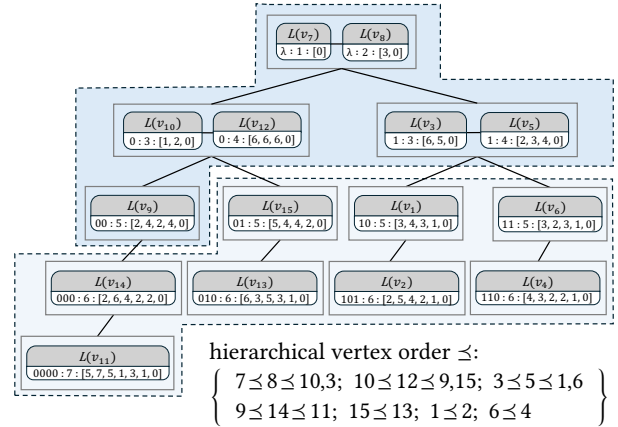 L(v₇) L(v₈)
λ : 1 : [0] λ : 2 : [3, 0]
L(v₁₀) L(v₁₂) L(v₃) L(v₅)
0 : 3 : [1, 2, 0] 0 : 4 : [6, 6, 6, 0] 1 : 3 : [6, 5, 0] 1 : 4 : [2, 3, 4, 0]
L(v₉) L(v₁₅) L(v₁) L(v₆)
00 : 5 : [2, 4, 2, 4, 0] 01 : 5 : [5, 4, 4, 2, 0] 10 : 5 : [3, 4, 3, 1, 0] 11 : 5 : [3, 2, 3, 1, 0]
L(v₁₄) L(v₁₃) L(v₂) L(v₄)
000 : 6 : [2, 6, 4, 2, 2, 0] 010 : 6 : [6, 3, 5, 3, 1, 0] 101 : 6 : [2, 5, 4, 2, 1, 0] 110 : 6 : [4, 3, 2, 2, 1, 0]
L(v₁₁)
0000 : 7 : [5, 7, 5, 1, 3, 1, 0]
hierarchical vertex order ⪯:
{ 7⪯8⪯10,3; 10⪯12⪯9,15; 3⪯5⪯1,6
9⪯14⪯11; 15⪯13; 1⪯2; 6⪯4 }